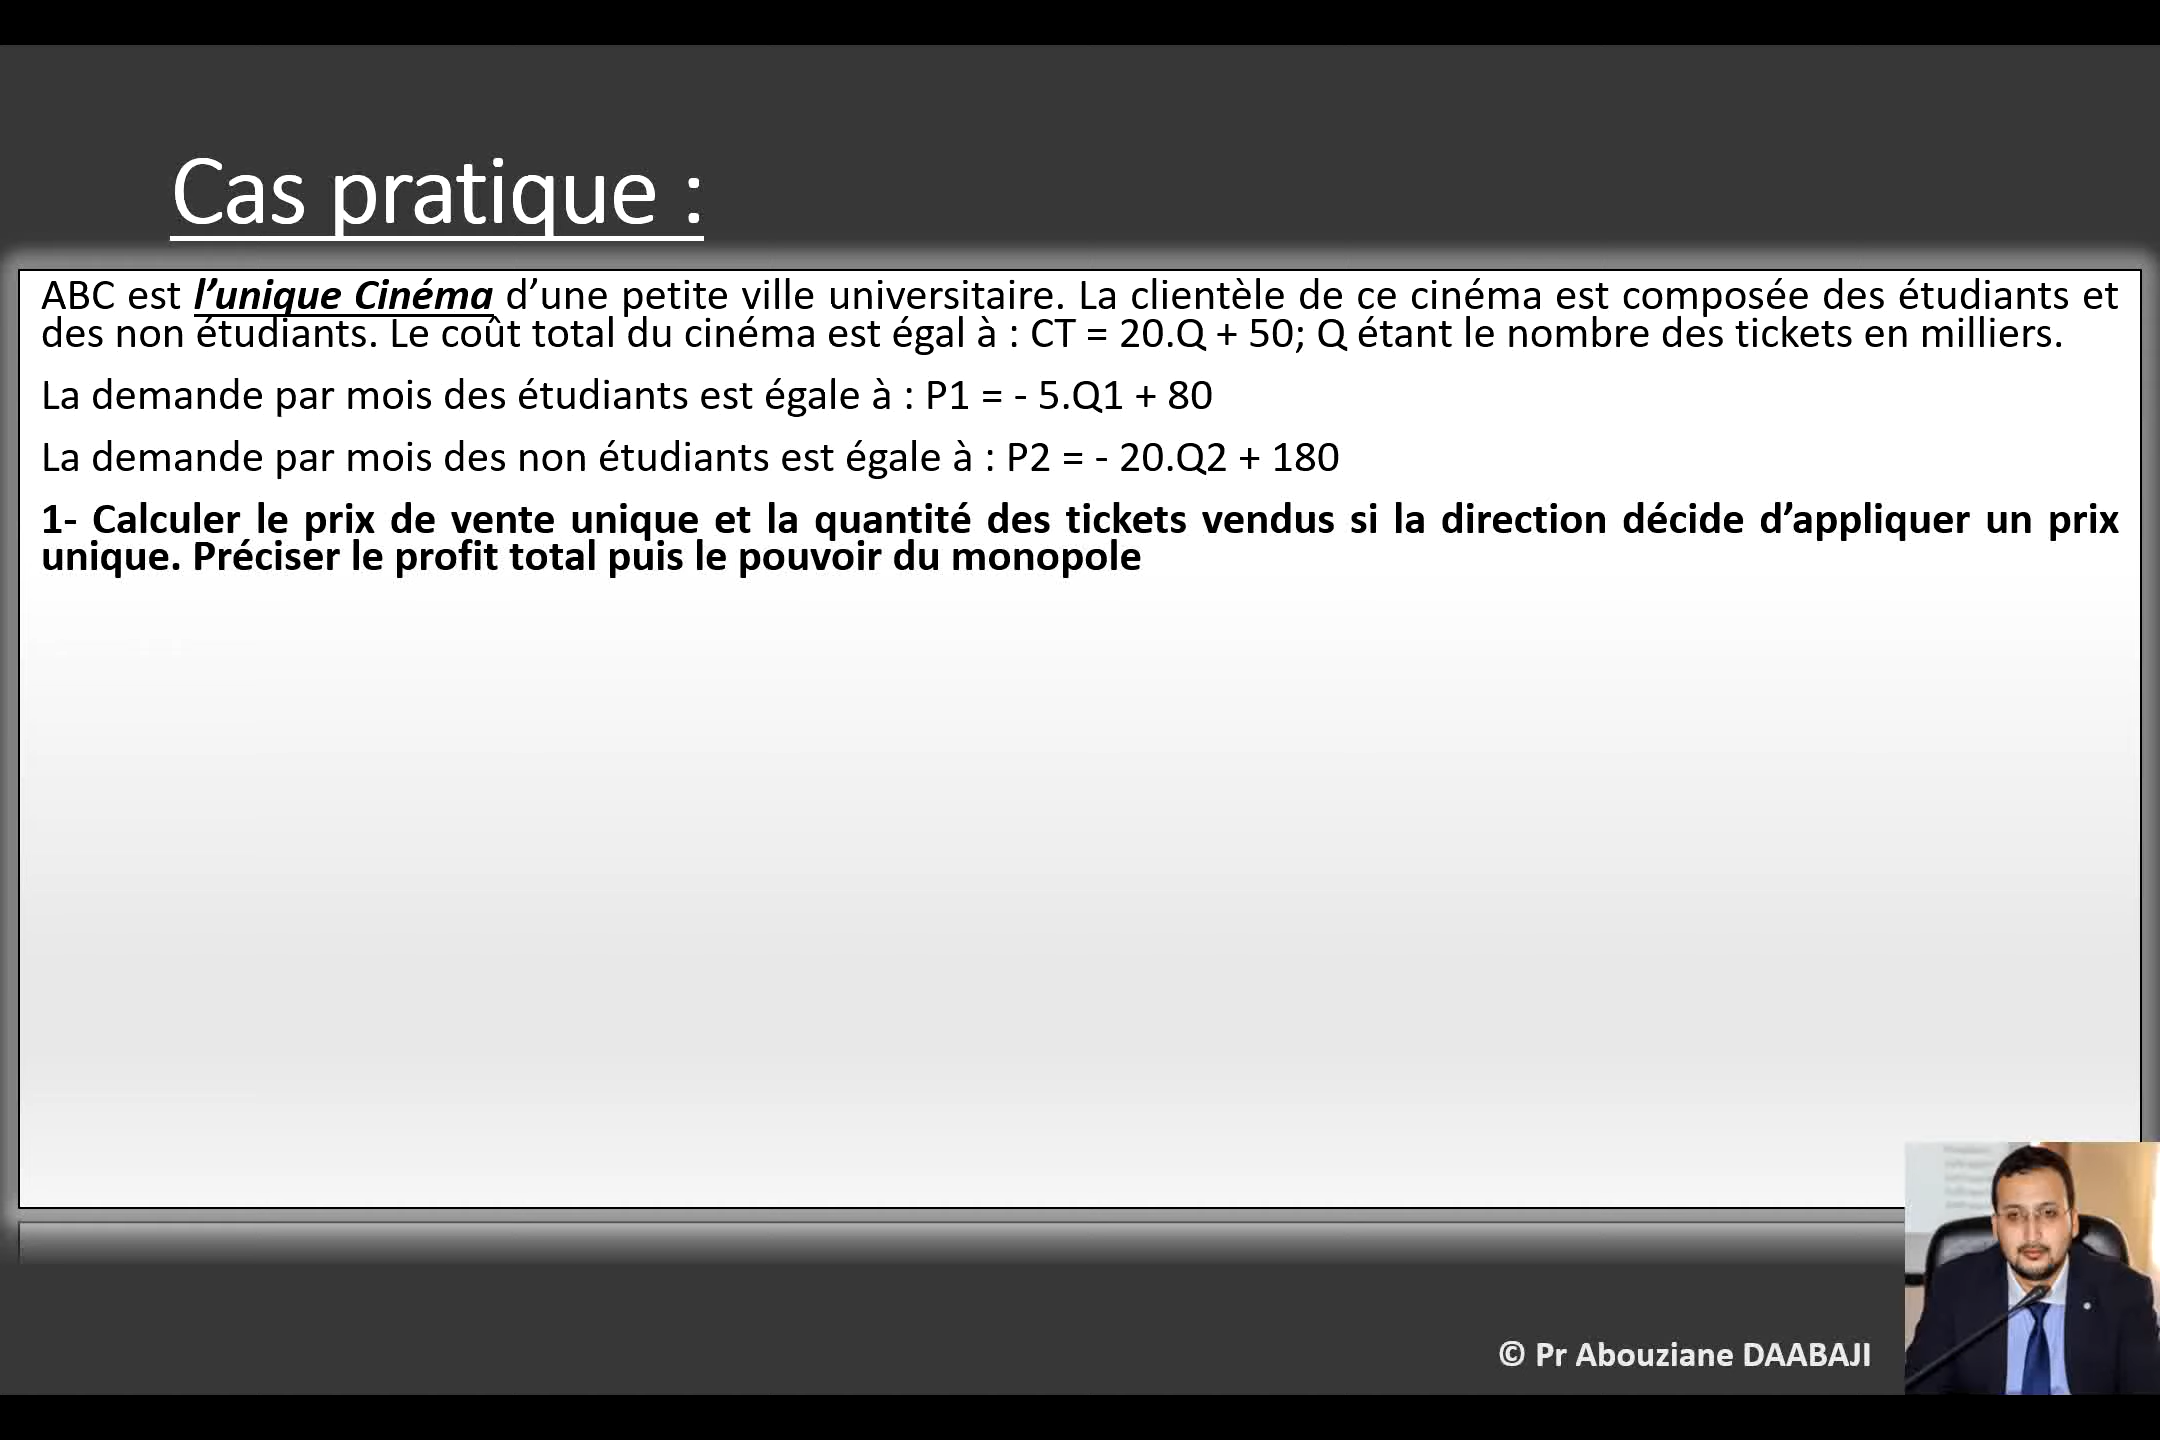 Cas pratique :
ABC est l’unique Cinéma d’une petite ville universitaire. La clientèle de ce cinéma est composée des étudiants et
des non étudiants. Le coût total du cinéma est égal à : CT = 20.Q + 50; Q étant le nombre des tickets en milliers.
La demande par mois des étudiants est égale à : P1 = - 5.Q1 + 80
La demande par mois des non étudiants est égale à : P2 = - 20.Q2 + 180
1- Calculer le prix de vente unique et la quantité des tickets vendus si la direction décide d’appliquer un prix
unique. Préciser le profit total puis le pouvoir du monopole
© Pr Abouziane DAABAJI